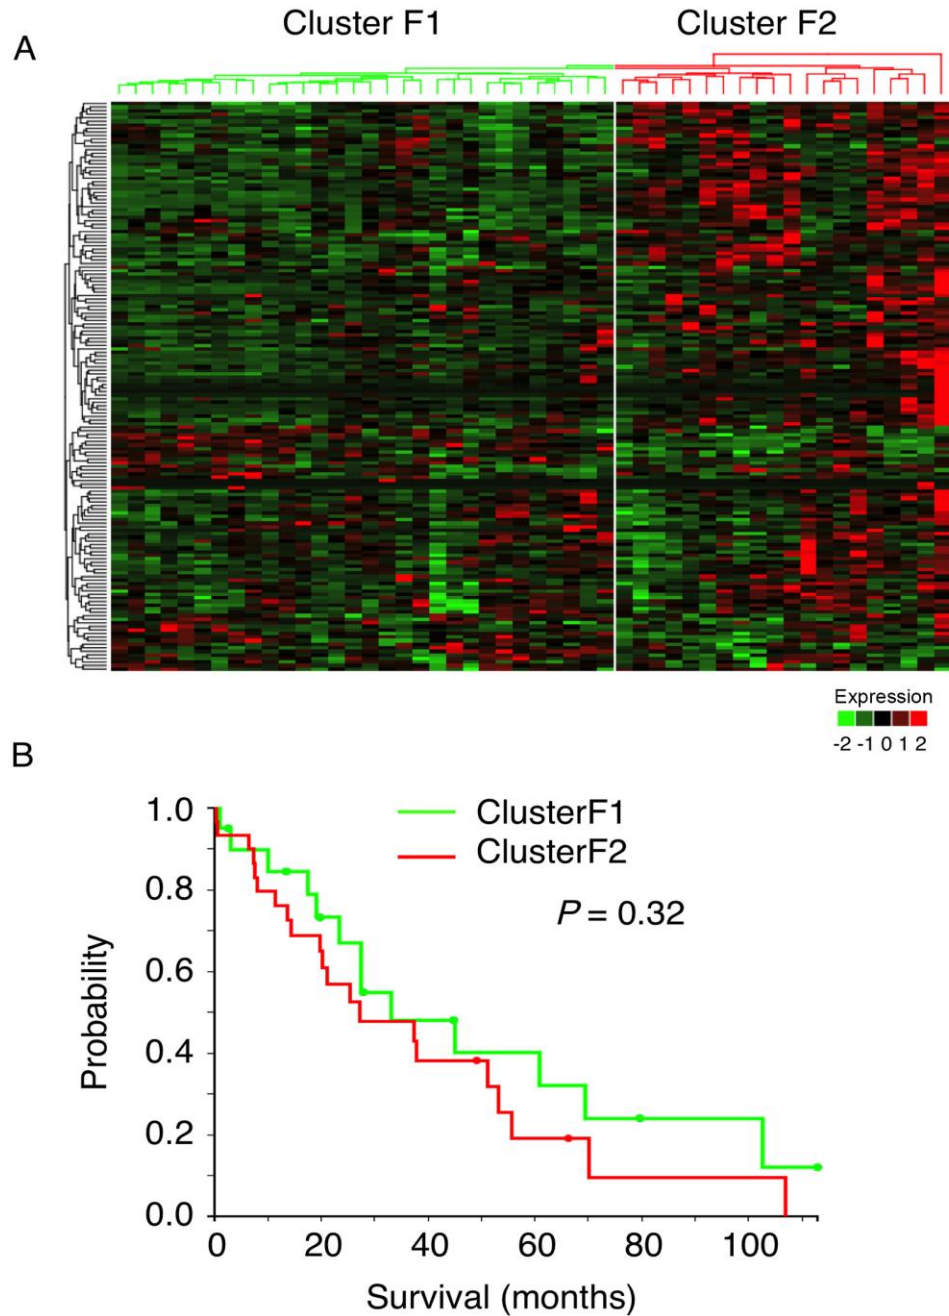 Cluster F1 Cluster F2
A
Expression
-2 -1 0 1 2
B
1.0
0.8
0.6
0.4
0.2
0.0
ClusterF1
ClusterF2
P = 0.32
Probability
0 20 40 60 80 100
Survival (months)